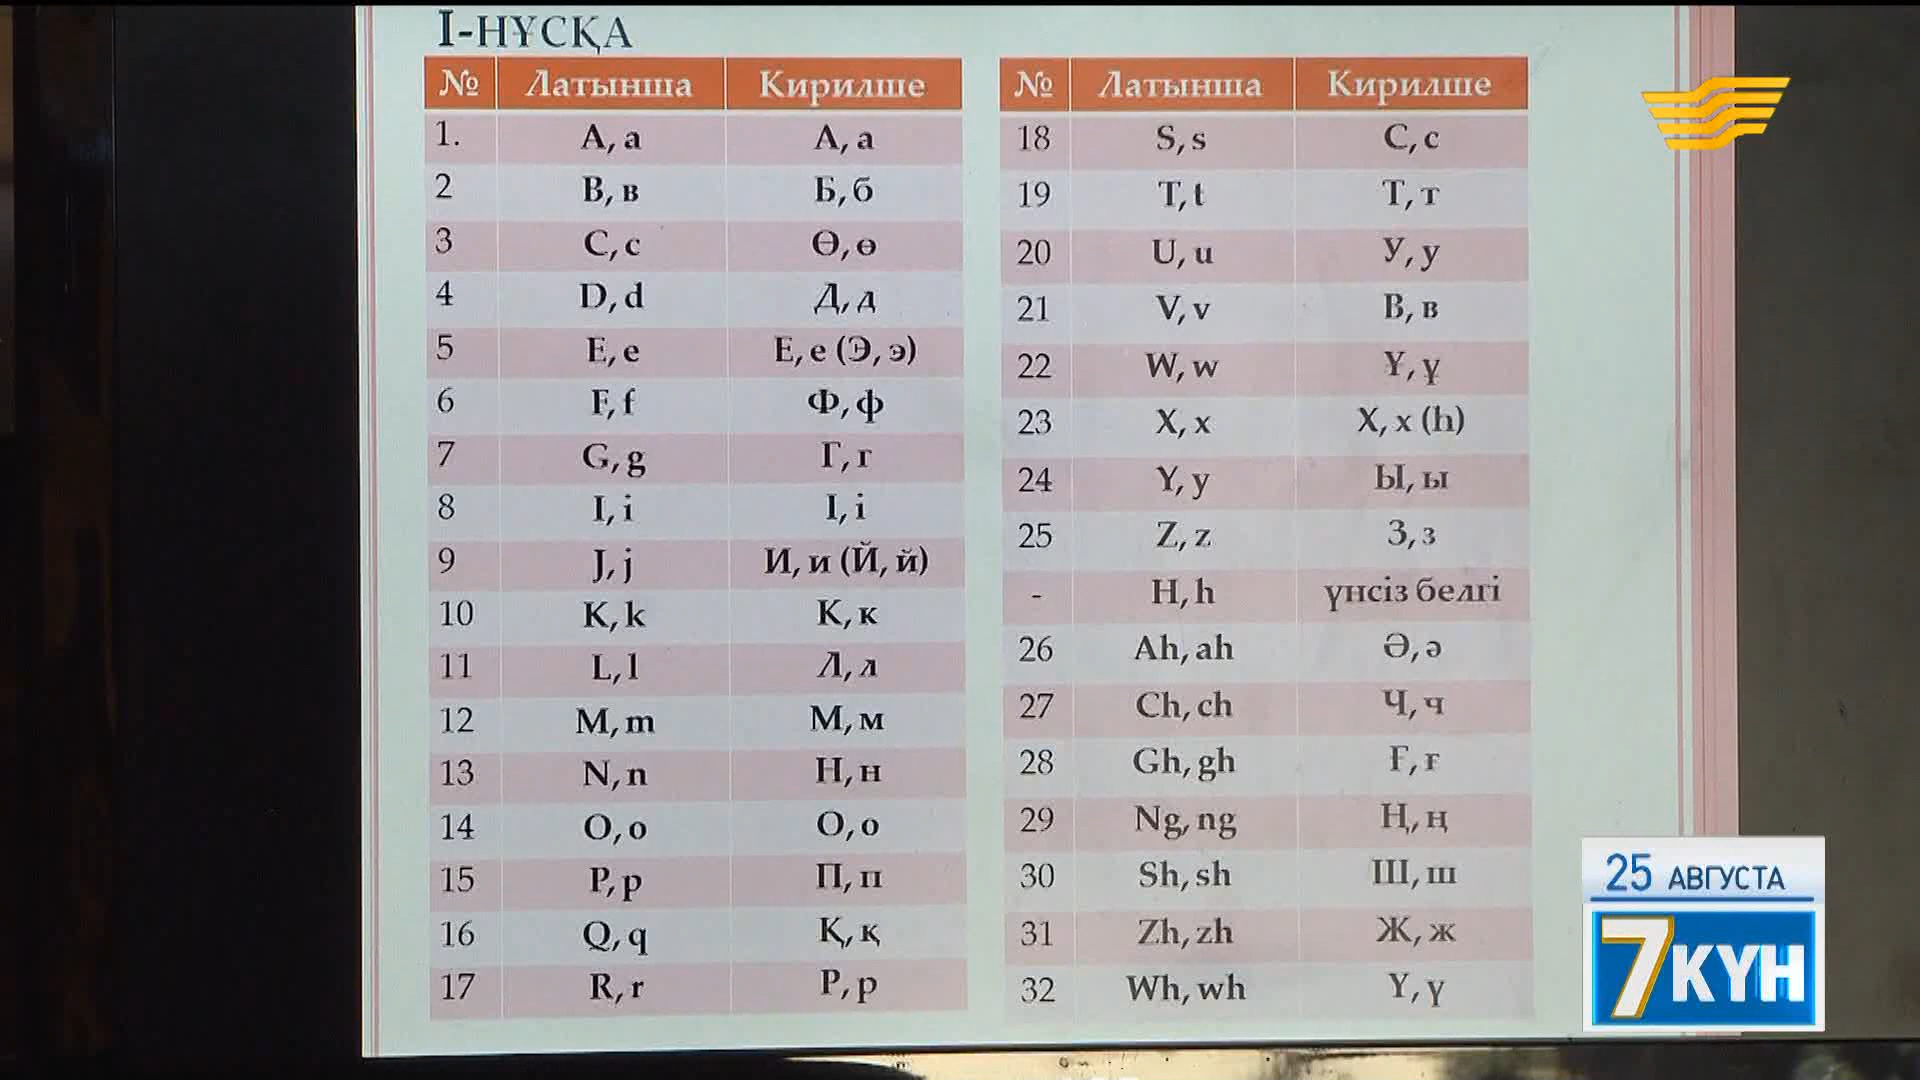 I-НҰСҚА
№ Латынша Кирилше
1. A, a А, а
2 B, в Б, б
3 C, c Ө, ө
4 D, d Д, д
5 E, e Е, е (Э, э)
6 F, f Ф, ф
7 G, g Г, г
8 I, i І, і
9 J, j И, и (Й, й)
10 K, k К, к
11 L, l Л, л
12 M, m М, м
13 N, n Н, н
14 O, o О, о
15 P, p П, п
16 Q, q Қ, қ
17 R, r Р, р
№ Латынша Кирилше
18 S, s С, с
19 T, t Т, т
20 U, u У, у
21 V, v В, в
22 W, w Ұ, ұ
23 X, x Х, х (һ)
24 Y, y Ы, ы
25 Z, z З, з
- H, h үнсіз белгі
26 Ah, ah Ә, ә
27 Ch, ch Ч, ч
28 Gh, gh Ғ, ғ
29 Ng, ng Ң, ң
30 Sh, sh Ш, ш
31 Zh, zh Ж, ж
32 Wh, wh Ү, ү
25 АВГУСТА
7КҮН